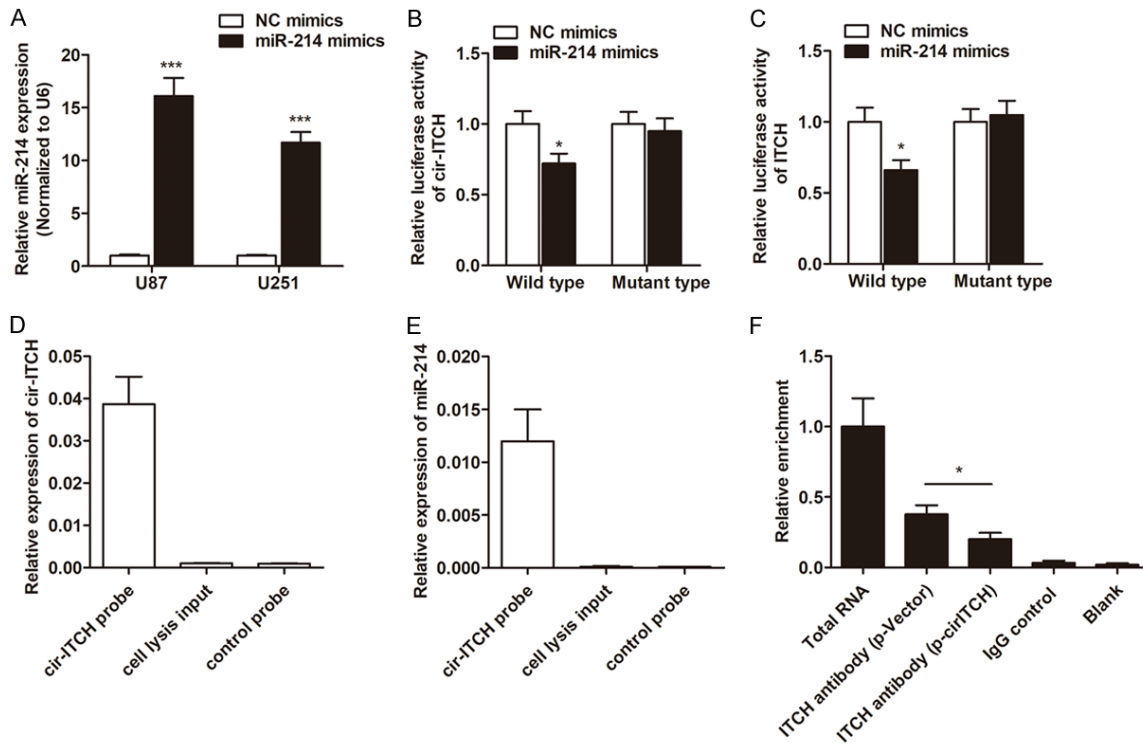 A
NC mimics
miR-214 mimics
Relative miR-214 expression
(Normalized to U6)
20
15
10
5
0
***
***
U87
U251
B
NC mimics
miR-214 mimics
Relative luciferase activity
of cir-ITCH
1.5
1.0
0.5
0.0
*
Wild type
Mutant type
C
NC mimics
miR-214 mimics
Relative luciferase activity
of ITCH
1.5
1.0
0.5
0.0
*
Wild type
Mutant type
D
Relative expression of cir-ITCH
0.05
0.04
0.03
0.02
0.01
0.00
cir-ITCH probe
cell lysis input
control probe
E
Relative expression of miR-214
0.020
0.015
0.010
0.005
0.000
cir-ITCH probe
cell lysis input
control probe
F
Relative enrichment
1.5
1.0
0.5
0.0
*
Total RNA
ITCH antibody (p-Vector)
ITCH antibody (p-cirITCH)
IgG control
Blank